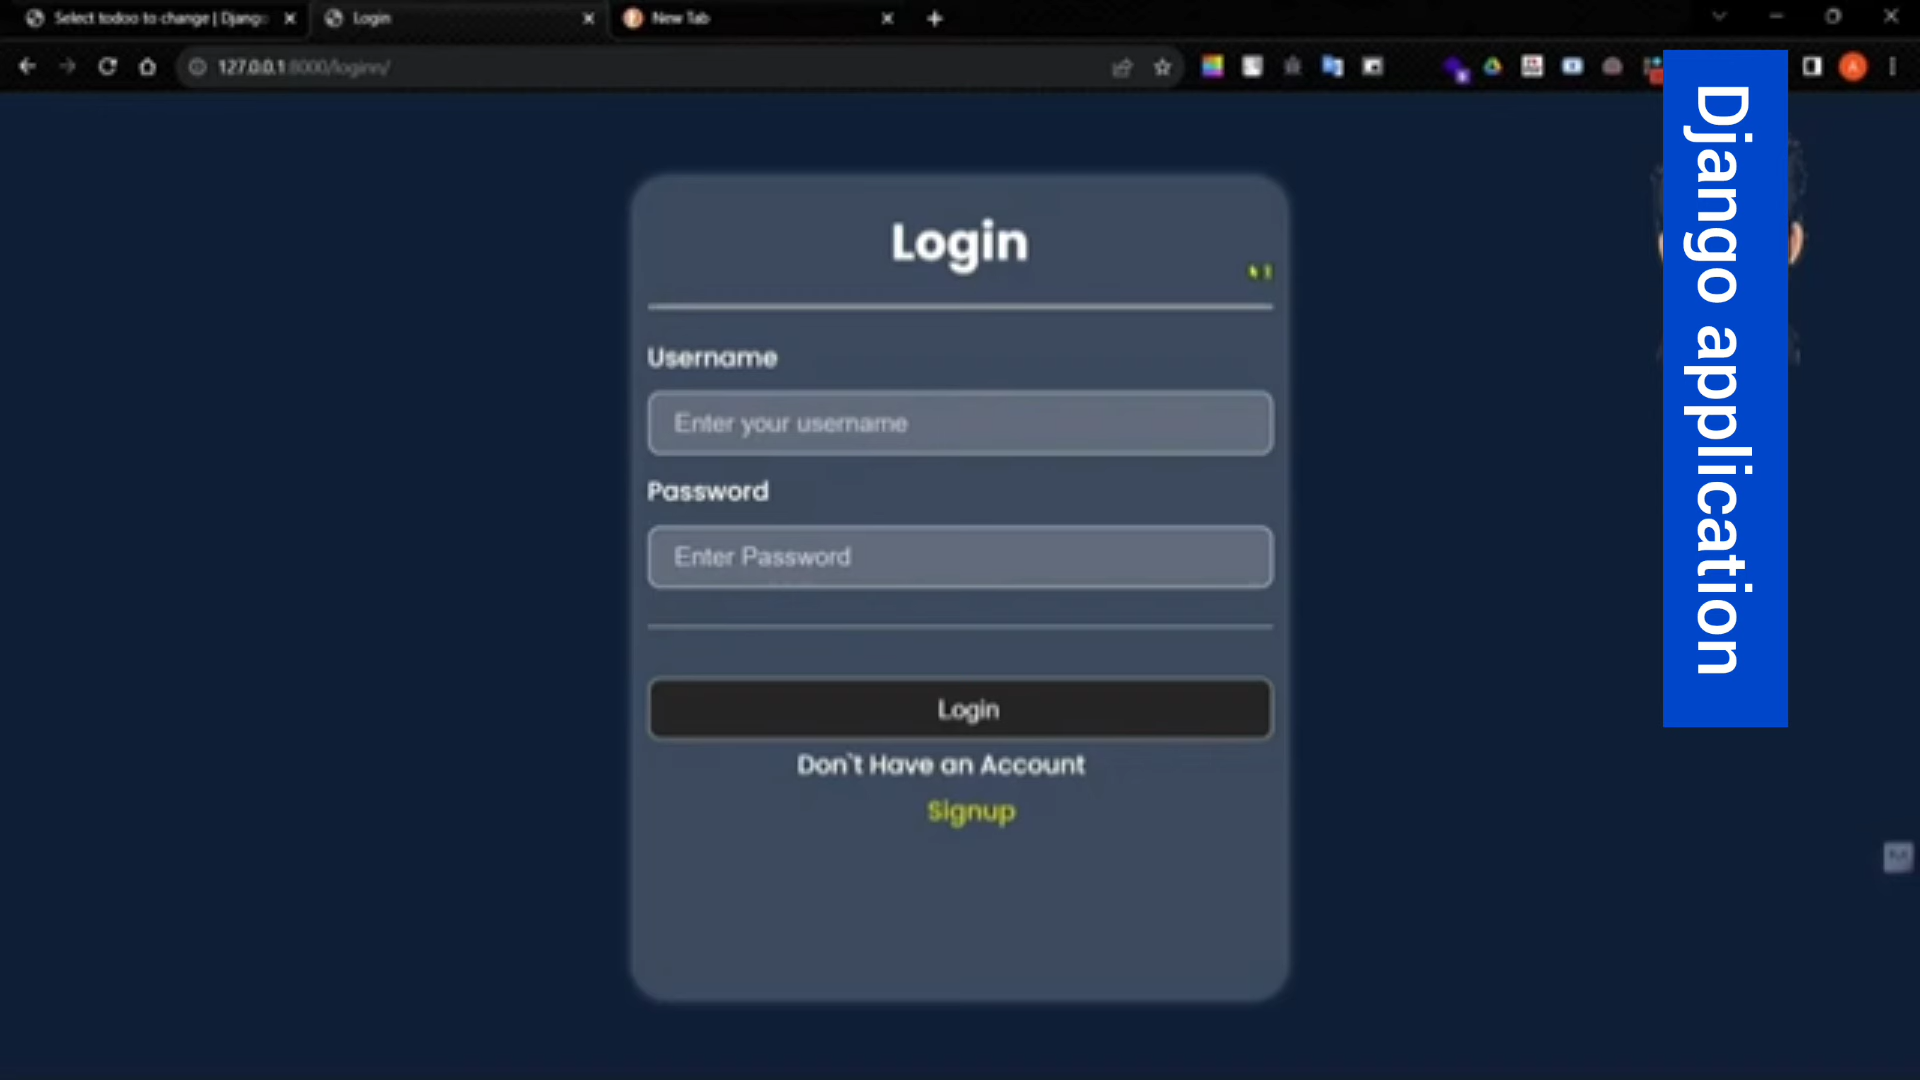 Select todoo to change | Django
Login
New Tab
127.0.0.1:8000/loginn/
Login
Username
Enter your username
Password
Enter Password
Login
Don't Have an Account
Signup
Django application